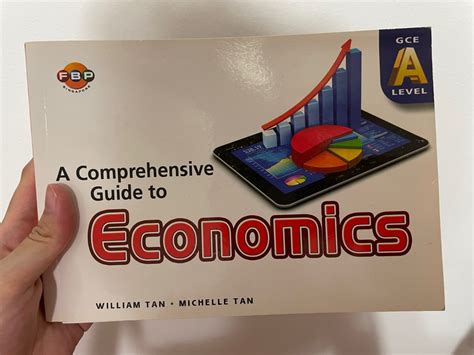 FBP
SINGAPORE
GCE
A
LEVEL
A Comprehensive
Guide to
Economics
WILLIAM TAN • MICHELLE TAN